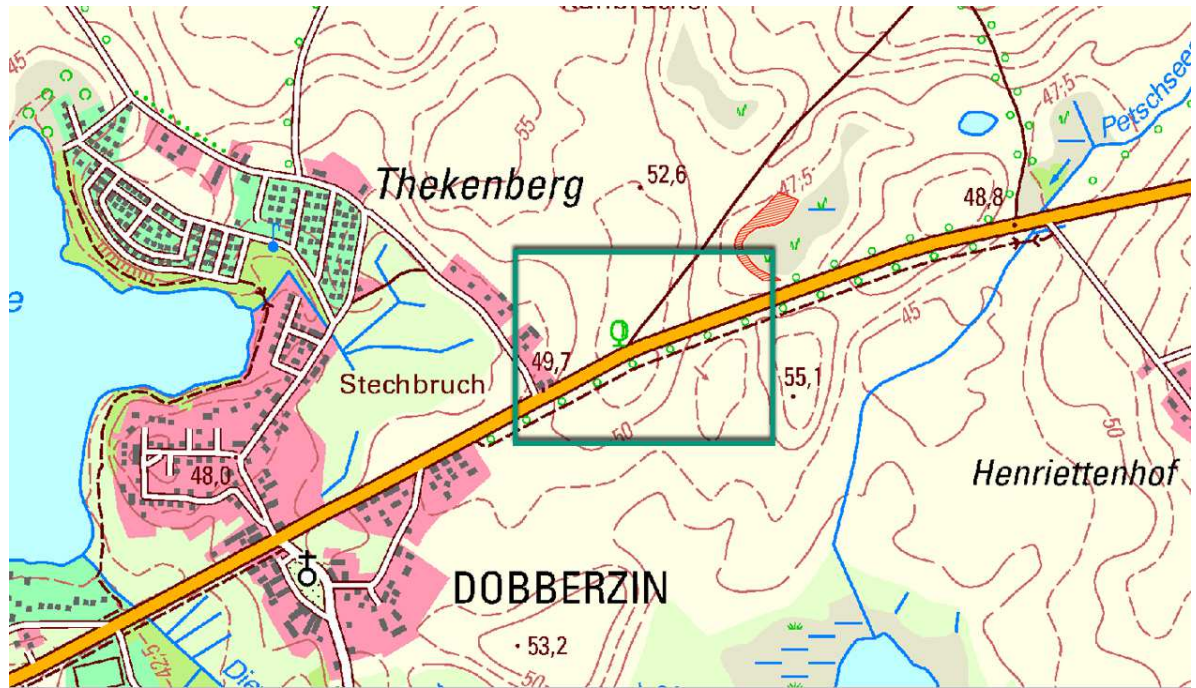 45
55
47,5
Petschsee
Thekenberg
52,6
47,5
48,8
e
49,7
45
Stechbruch
55,1
50
50
48,0
Henriettenhof
DOBBERZIN
42,5
53,2
50